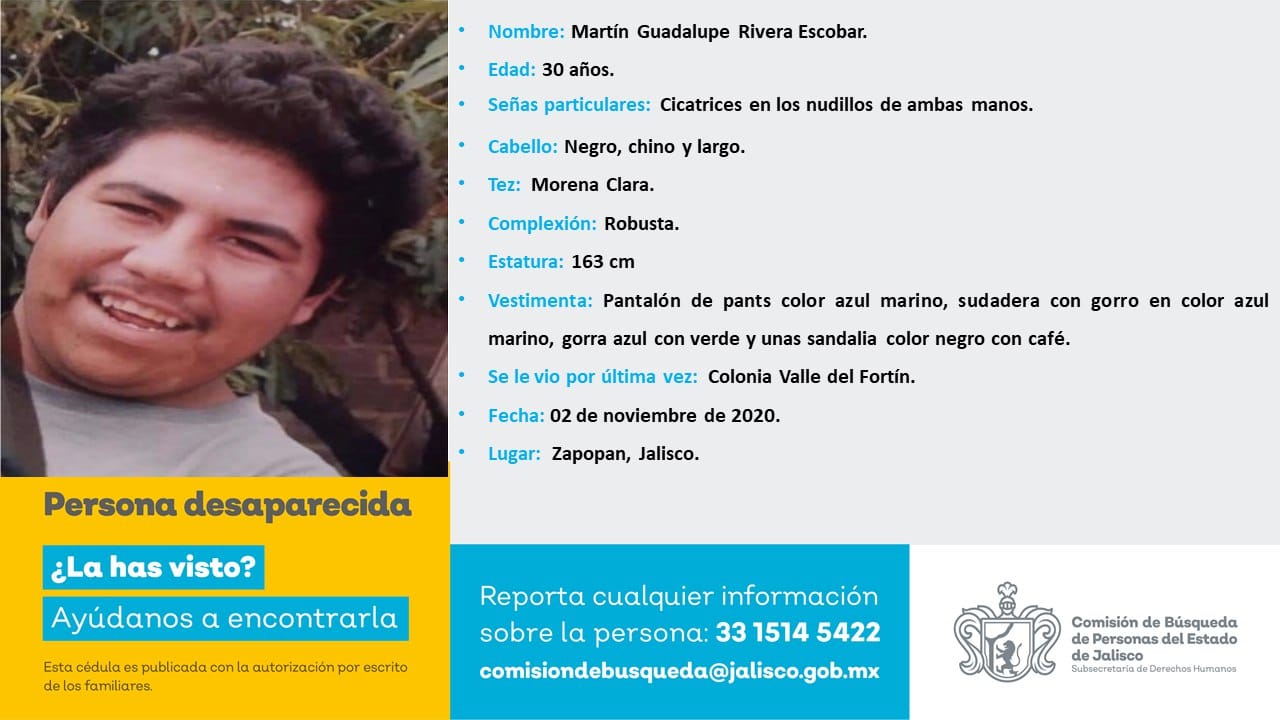 Nombre: Martín Guadalupe Rivera Escobar.
Edad: 30 años.
Señas particulares: Cicatrices en los nudillos de ambas manos.
Cabello: Negro, chino y largo.
Tez: Morena Clara.
Complexión: Robusta.
Estatura: 163 cm
Vestimenta: Pantalón de pants color azul marino, sudadera con gorro en color azul
marino, gorra azul con verde y unas sandalia color negro con café.
Se le vio por última vez: Colonia Valle del Fortín.
Fecha: 02 de noviembre de 2020.
Lugar: Zapopan, Jalisco.
Persona desaparecida
¿La has visto?
Ayúdanos a encontrarla
Esta cédula es publicada con la autorización por escrito
de los familiares.
Reporta cualquier información
sobre la persona: 33 1514 5422
comisiondebusqueda@jalisco.gob.mx
Comisión de Búsqueda
de Personas del Estado
de Jalisco
Subsecretaría de Derechos Humanos